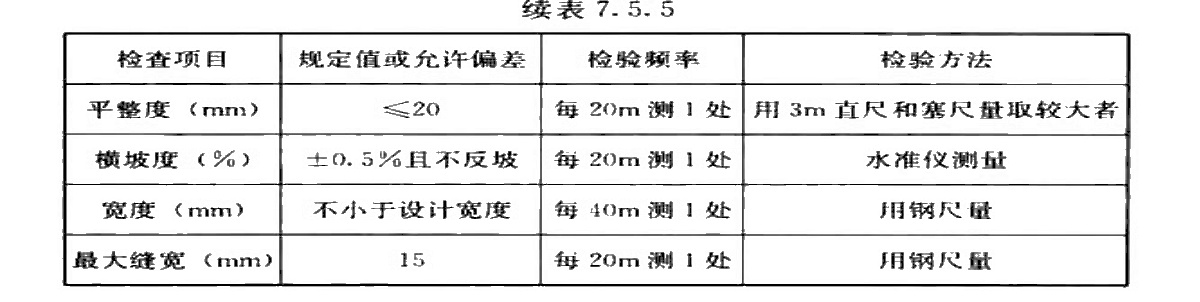 续表 7.5.5
检查项目 规定值或允许偏差 检验频率 检验方法
平整度（mm） ≤20 每 20m 测 1 处 用 3m 直尺和塞尺量取较大者
横坡度（%） ±0.5%且不反坡 每 20m 测 1 处 水准仪测量
宽度（mm） 不小于设计宽度 每 40m 测 1 处 用钢尺量
最大缝宽（mm） 15 每 20m 测 1 处 用钢尺量